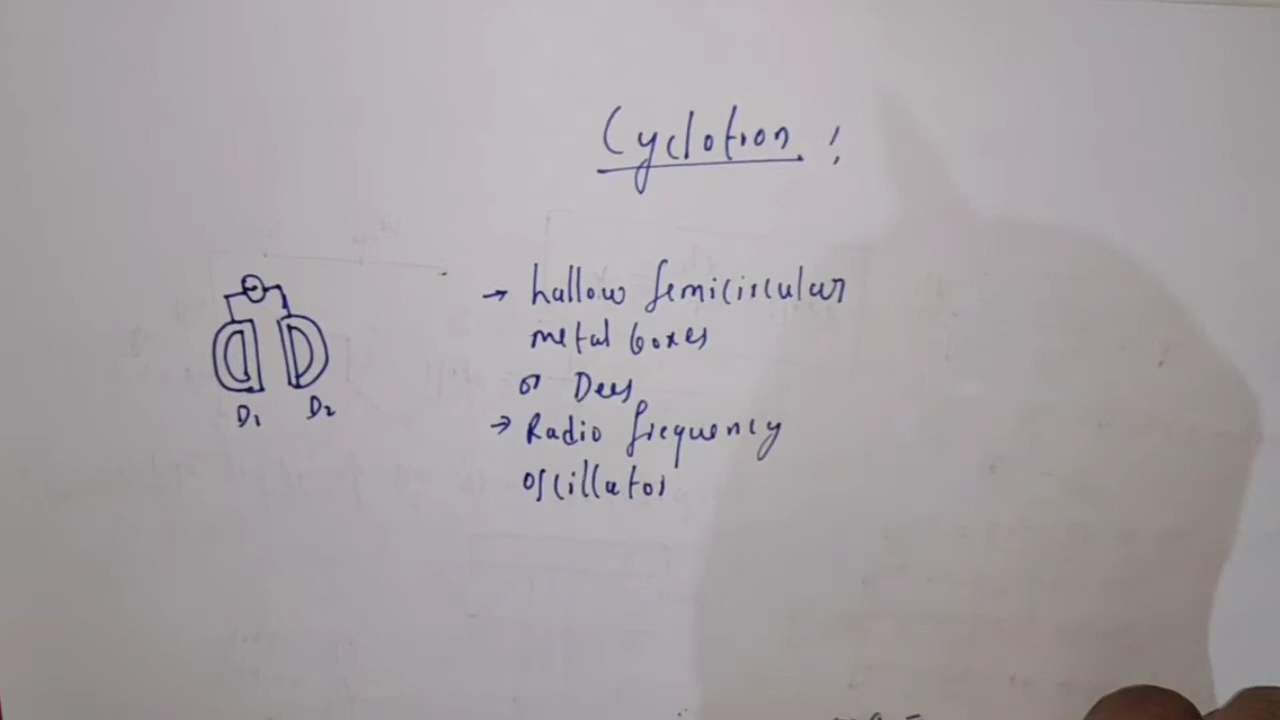 Cyclotron !
→ hallow semicircular
metal boxes
or Dees
→ Radio frequency
oscillator
D1 D2